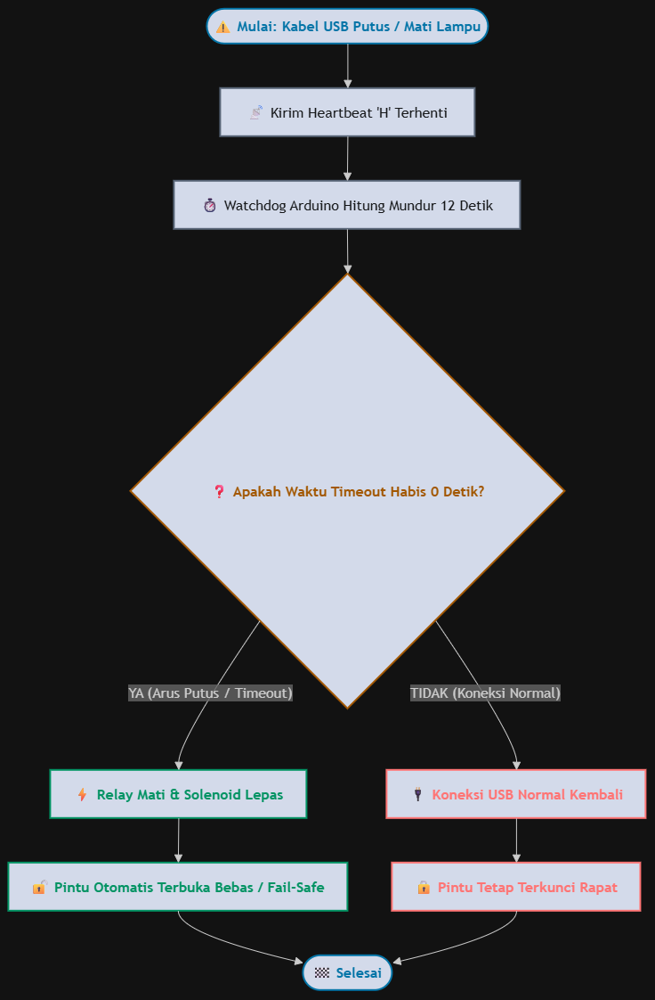 ⚠️ Mulai: Kabel USB Putus / Mati Lampu
📡 Kirim Heartbeat 'H' Terhenti
⏱️ Watchdog Arduino Hitung Mundur 12 Detik
❓ Apakah Waktu Timeout Habis 0 Detik?
YA (Arus Putus / Timeout)
TIDAK (Koneksi Normal)
⚡ Relay Mati & Solenoid Lepas
🔌 Koneksi USB Normal Kembali
🔓 Pintu Otomatis Terbuka Bebas / Fail-Safe
🔒 Pintu Tetap Terkunci Rapat
🏁 Selesai